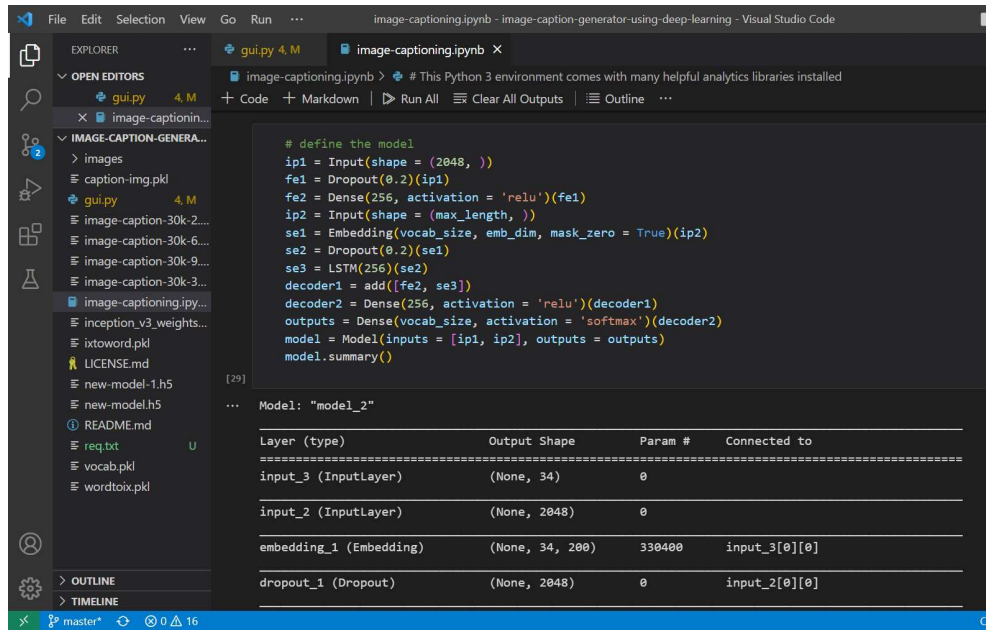 File Edit Selection View Go Run ··· image-captioning.ipynb - image-caption-generator-using-deep-learning - Visual Studio Code
EXPLORER ···
gui.py 4, M
image-captioning.ipynb ×
OPEN EDITORS
gui.py 4, M
× image-captionin...
image-captioning.ipynb > # This Python 3 environment comes with many helpful analytics libraries installed
+ Code + Markdown | Run All Clear All Outputs | Outline ···
IMAGE-CAPTION-GENERA...
2
> images
caption-img.pkl
gui.py 4, M
image-caption-30k-2....
image-caption-30k-6....
image-caption-30k-9....
image-caption-30k-3...
image-captioning.ipy...
inception_v3_weights...
ixtoword.pkl
LICENSE.md
new-model-1.h5
new-model.h5
README.md
req.txt U
vocab.pkl
wordtoix.pkl
> OUTLINE
> TIMELINE
# define the model
ip1 = Input(shape = (2048, ))
fe1 = Dropout(0.2)(ip1)
fe2 = Dense(256, activation = 'relu')(fe1)
ip2 = Input(shape = (max_length, ))
se1 = Embedding(vocab_size, emb_dim, mask_zero = True)(ip2)
se2 = Dropout(0.2)(se1)
se3 = LSTM(256)(se2)
decoder1 = add([fe2, se3])
decoder2 = Dense(256, activation = 'relu')(decoder1)
outputs = Dense(vocab_size, activation = 'softmax')(decoder2)
model = Model(inputs = [ip1, ip2], outputs = outputs)
model.summary()
[29]
··· Model: "model_2"
Layer (type) Output Shape Param # Connected to
input_3 (InputLayer) (None, 34) 0
input_2 (InputLayer) (None, 2048) 0
embedding_1 (Embedding) (None, 34, 200) 330400 input_3[0][0]
dropout_1 (Dropout) (None, 2048) 0 input_2[0][0]
master* 0 16